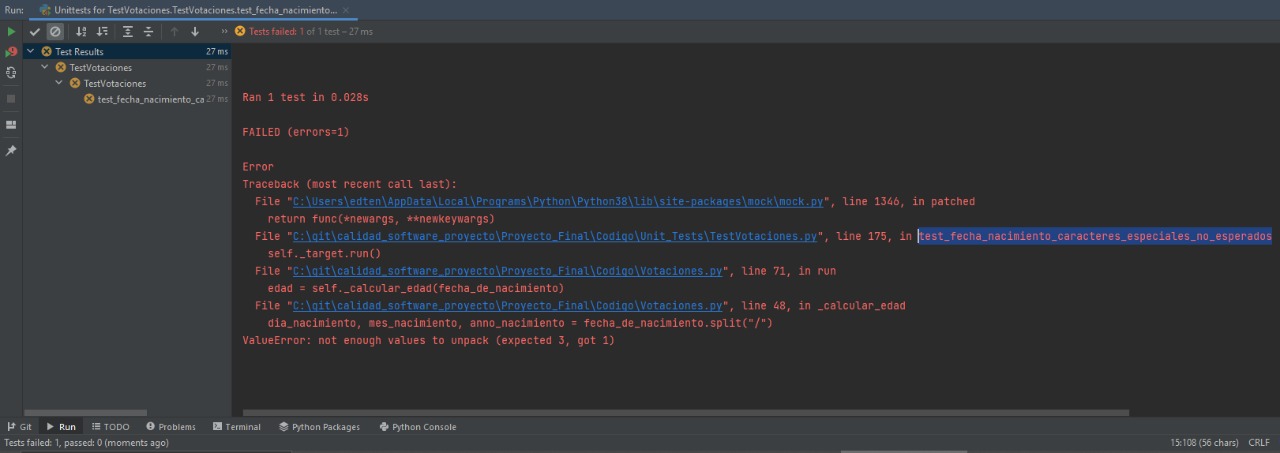 Run: Unittests for TestVotaciones.TestVotaciones.test_fecha_nacimiento... ×
» Tests failed: 1 of 1 test – 27 ms
Test Results 27 ms
TestVotaciones 27 ms
TestVotaciones 27 ms
test_fecha_nacimiento_ca 27 ms
Ran 1 test in 0.028s
FAILED (errors=1)
Error
Traceback (most recent call last):
File "C:\Users\edten\AppData\Local\Programs\Python\Python38\lib\site-packages\mock\mock.py", line 1346, in patched
return func(*newargs, **newkeywargs)
File "C:\git\calidad_software_proyecto\Proyecto_Final\Codigo\Unit_Tests\TestVotaciones.py", line 175, in test_fecha_nacimiento_caracteres_especiales_no_esperados
self._target.run()
File "C:\git\calidad_software_proyecto\Proyecto_Final\Codigo\Votaciones.py", line 71, in run
edad = self._calcular_edad(fecha_de_nacimiento)
File "C:\git\calidad_software_proyecto\Proyecto_Final\Codigo\Votaciones.py", line 48, in _calcular_edad
dia_nacimiento, mes_nacimiento, anno_nacimiento = fecha_de_nacimiento.split("/")
ValueError: not enough values to unpack (expected 3, got 1)
Git Run TODO Problems Terminal Python Packages Python Console
Tests failed: 1, passed: 0 (moments ago) 15:108 (56 chars) CRLF